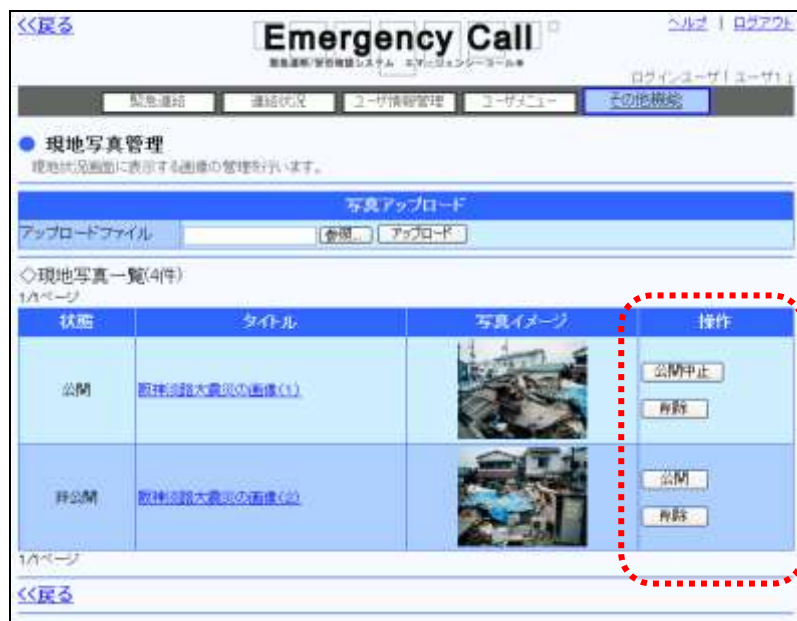 <<戻る
ヘルプ | ログアウト
Emergency Call
緊急連絡/安否確認システム エマージェンシーコール®
ログインユーザ | ユーザ11
緊急連絡 連絡状況 ユーザ情報管理 ユーザメニュー その他機能
現地写真管理
現地状況画面に表示する画像の管理を行います。
写真アップロード
アップロードファイル 参照... アップロード
◇現地写真一覧(4件)
1/1ページ
状態 タイトル 写真イメージ 操作
公開 阪神淡路大震災の画像(1) 公開中止
削除
非公開 阪神淡路大震災の画像(2) 公開
削除
1/1ページ
<<戻る